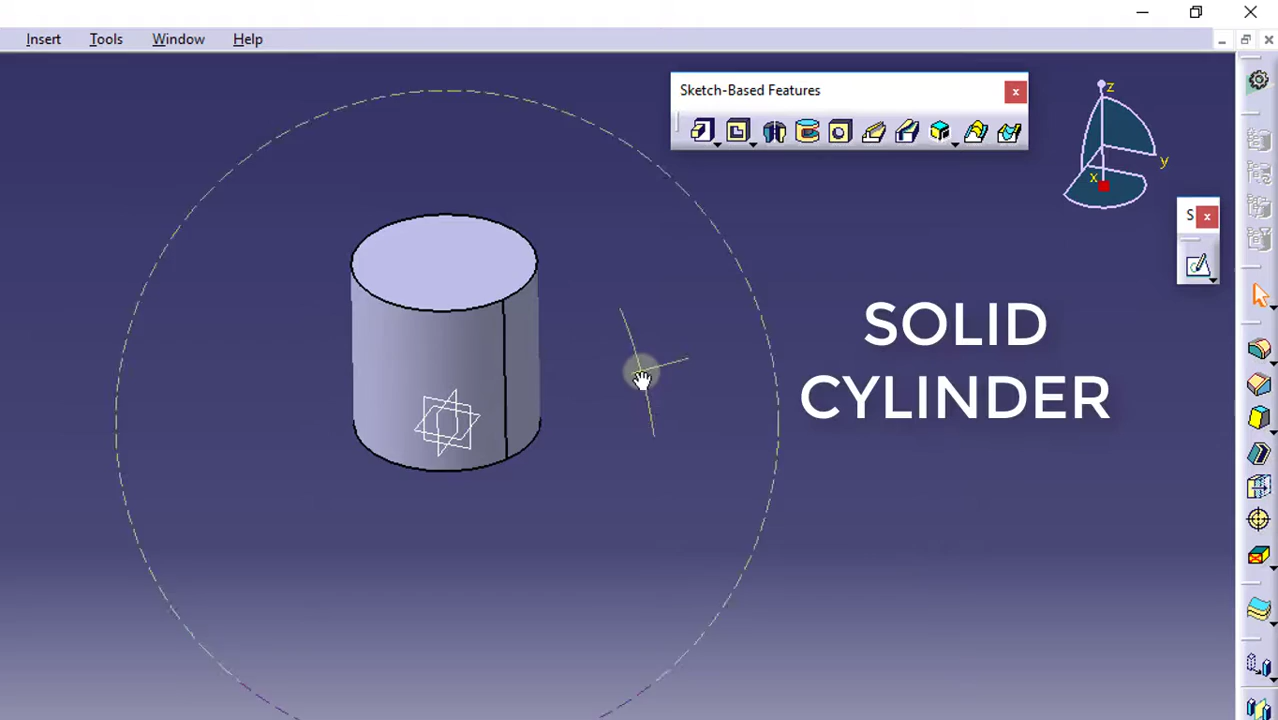 Insert Tools Window Help
Sketch-Based Features
z
y
x
S
SOLID
CYLINDER